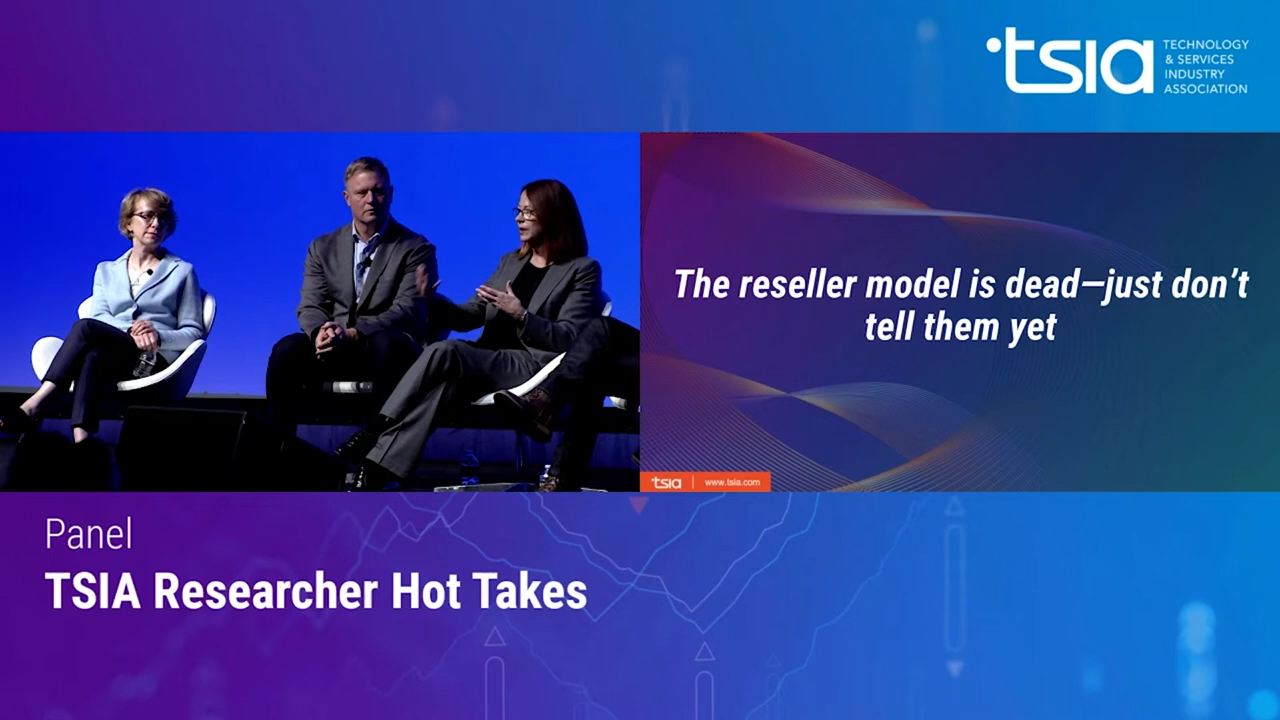 tsia
TECHNOLOGY
& SERVICES
INDUSTRY
ASSOCIATION
The reseller model is dead—just don’t
tell them yet
tsia | www.tsia.com
Panel
TSIA Researcher Hot Takes